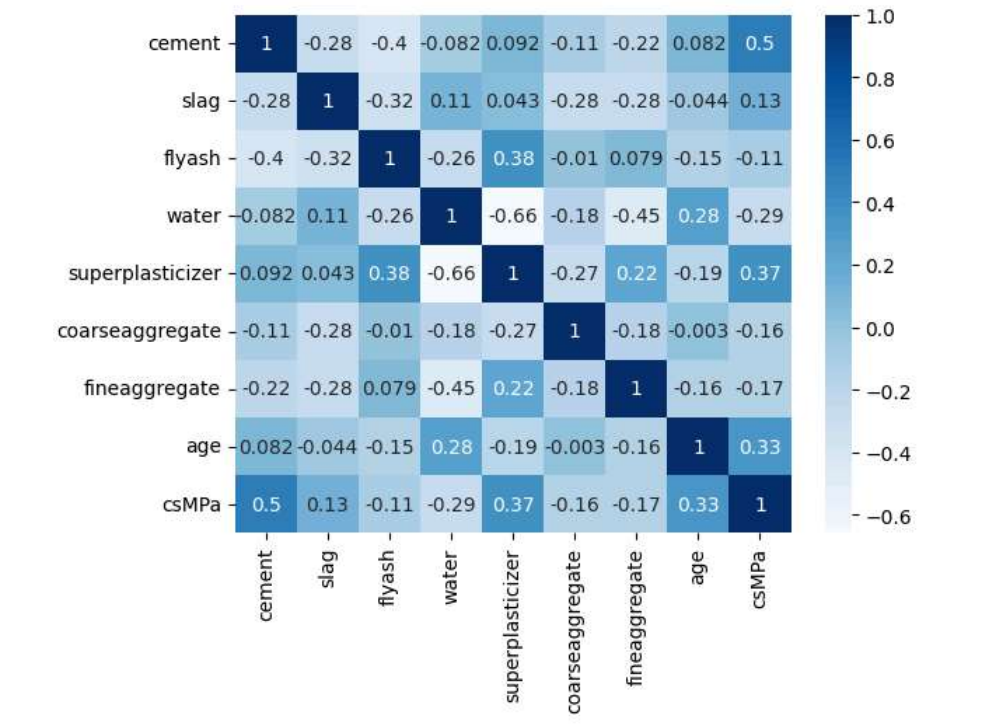 cement 1 -0.28 -0.4 -0.082 0.092 -0.11 -0.22 0.082 0.5
slag -0.28 1 -0.32 0.11 0.043 -0.28 -0.28 -0.044 0.13
flyash -0.4 -0.32 1 -0.26 0.38 -0.01 0.079 -0.15 -0.11
water -0.082 0.11 -0.26 1 -0.66 -0.18 -0.45 0.28 -0.29
superplasticizer 0.092 0.043 0.38 -0.66 1 -0.27 0.22 -0.19 0.37
coarseaggregate -0.11 -0.28 -0.01 -0.18 -0.27 1 -0.18 -0.003 -0.16
fineaggregate -0.22 -0.28 0.079 -0.45 0.22 -0.18 1 -0.16 -0.17
age 0.082 -0.044 -0.15 0.28 -0.19 -0.003 -0.16 1 0.33
csMPa 0.5 0.13 -0.11 -0.29 0.37 -0.16 -0.17 0.33 1
cement
slag
flyash
water
superplasticizer
coarseaggregate
fineaggregate
age
csMPa
1.0
0.8
0.6
0.4
0.2
0.0
−0.2
−0.4
−0.6